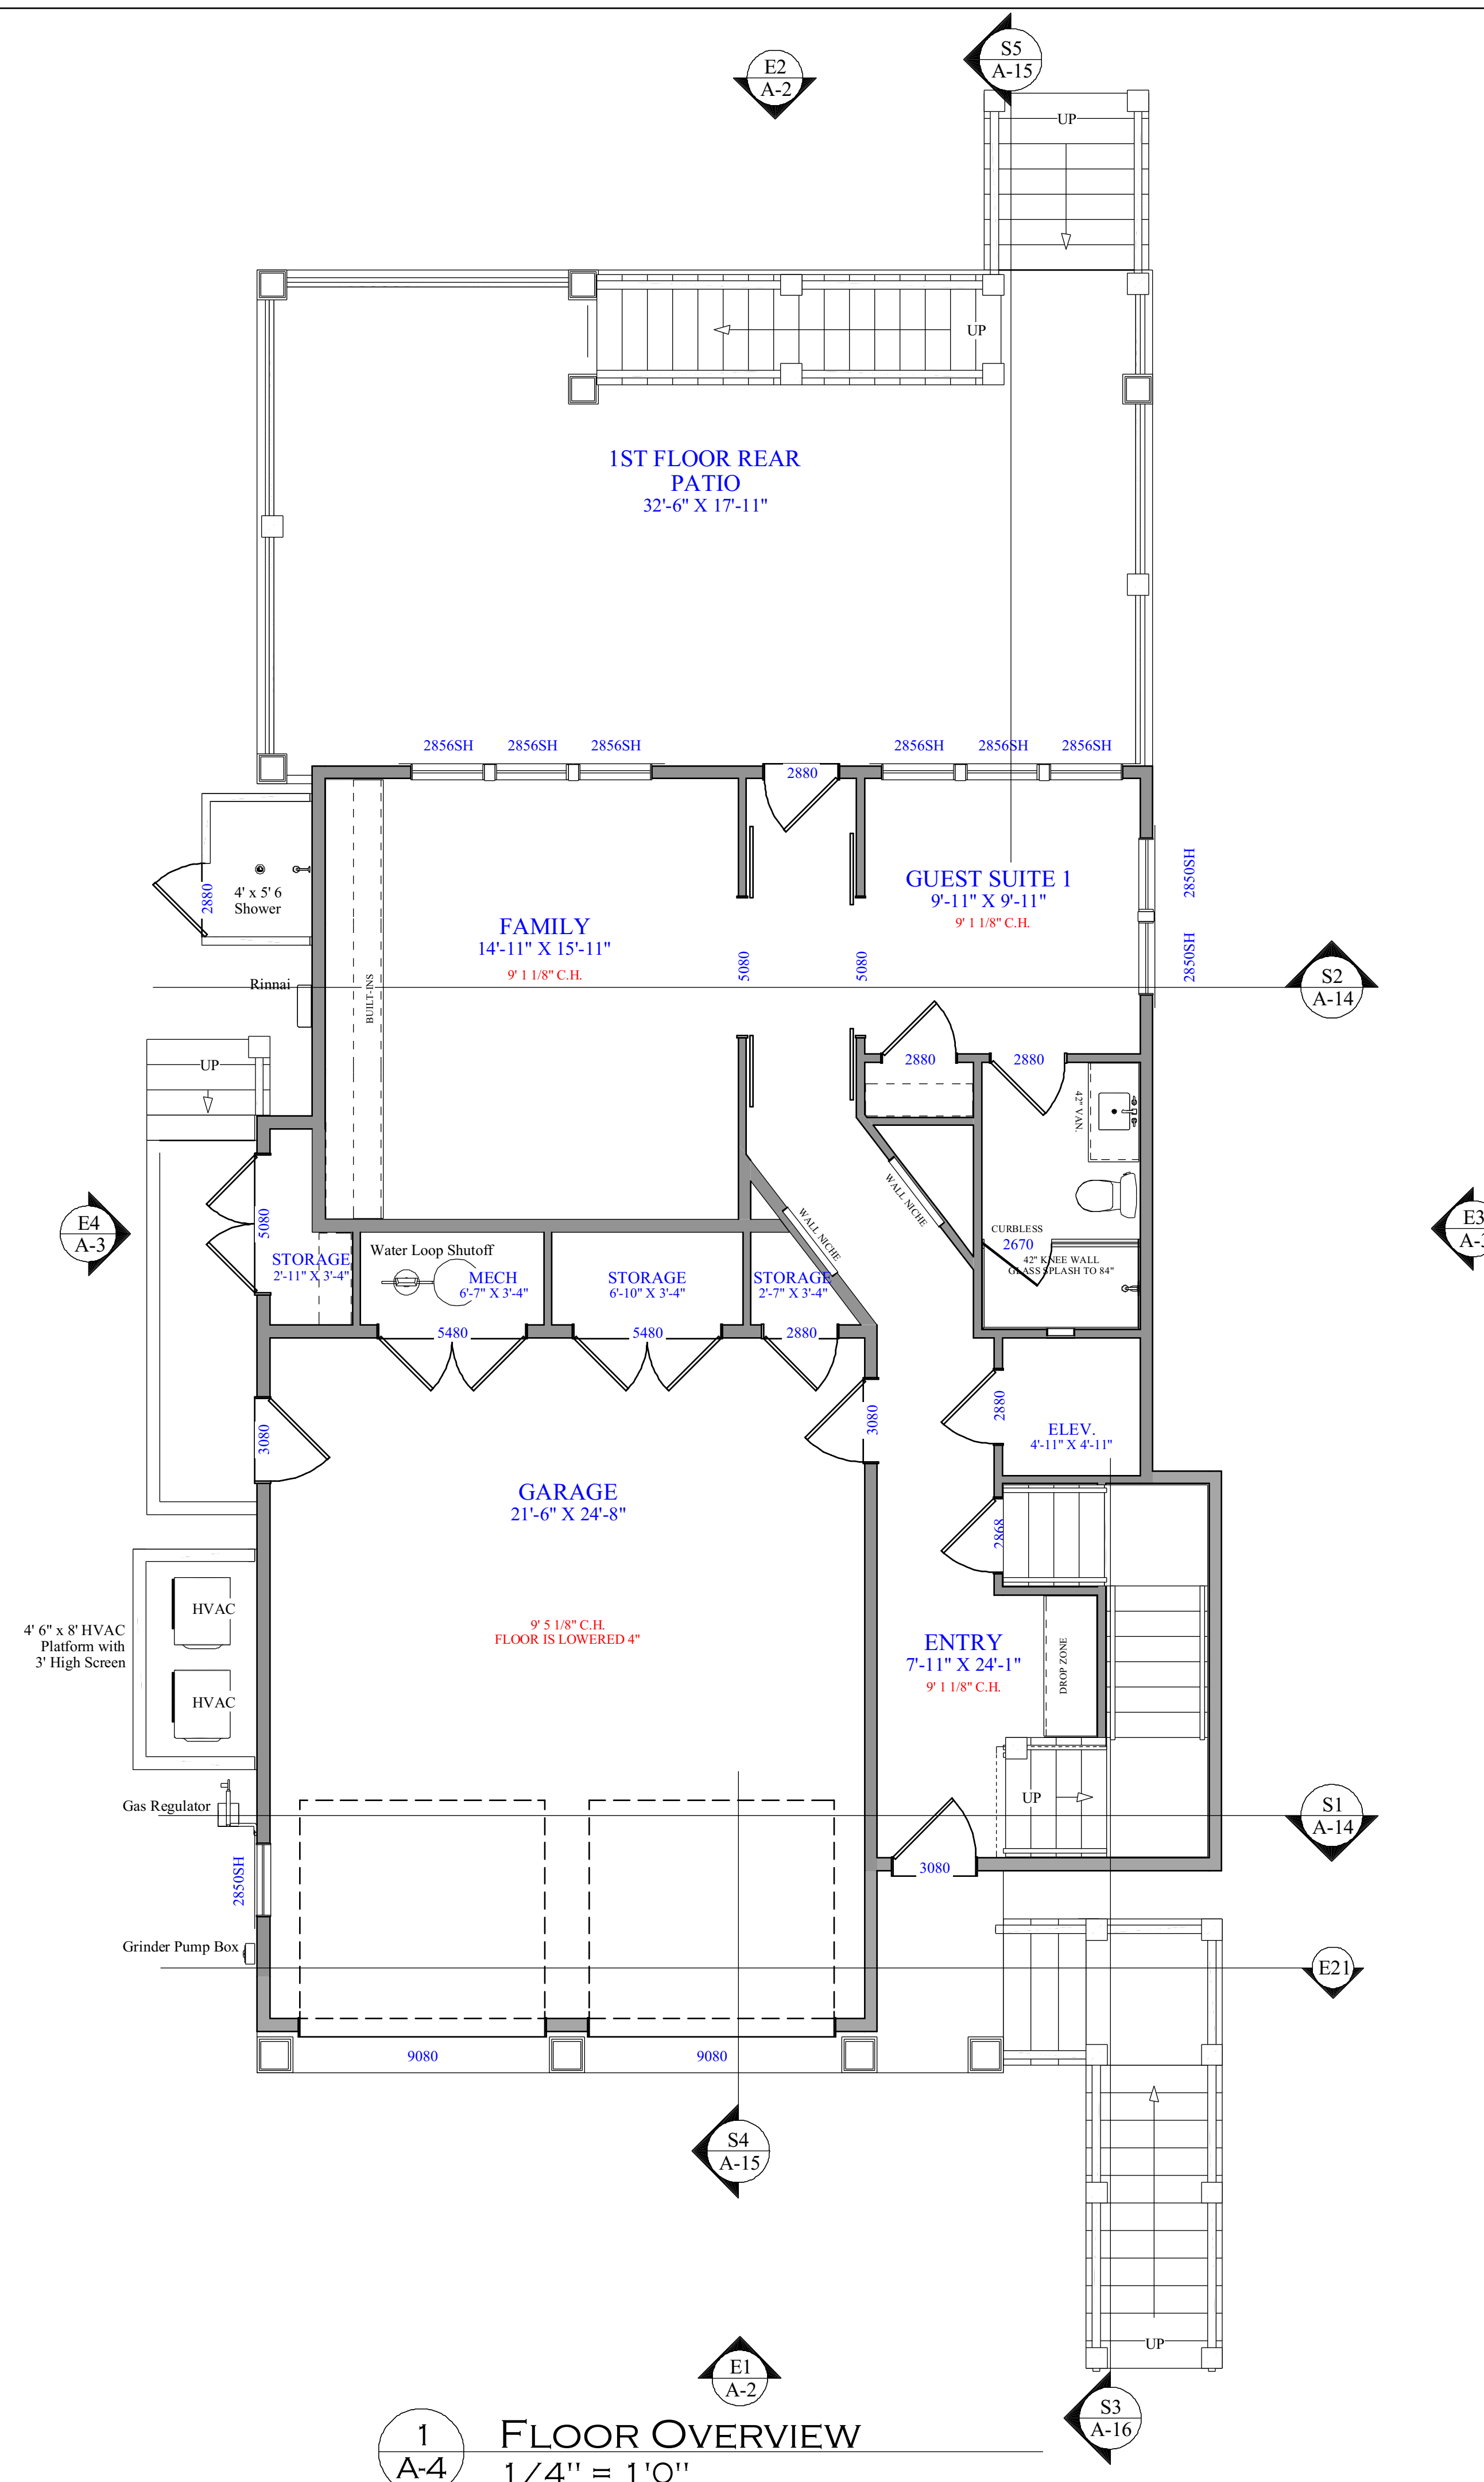 S5
A-15
E2
A-2
UP
UP
1ST FLOOR REAR
PATIO
32'-6" X 17'-11"
2856SH
2856SH
2856SH
2856SH
2856SH
2856SH
2880
2850SH
2880
4' x 5' 6
Shower
GUEST SUITE 1
9'-11" X 9'-11"
9' 1 1/8" C.H.
FAMILY
14'-11" X 15'-11"
9' 1 1/8" C.H.
5080
5080
2850SH
Rinnai
BUILT-INS
S2
A-14
UP
2880
2880
42" VAN.
WALL NICHE
WALL NICHE
E4
A-3
5080
STORAGE
2'-11" X 3'-4"
Water Loop Shutoff
MECH
6'-7" X 3'-4"
STORAGE
6'-10" X 3'-4"
STORAGE
2'-7" X 3'-4"
CURBLESS
2670
42" KNEE WALL
GLASS SPLASH TO 84"
E3
A-3
5480
5480
2880
3080
3080
2880
ELEV.
4'-11" X 4'-11"
GARAGE
21'-6" X 24'-8"
2868
HVAC
9' 5 1/8" C.H.
FLOOR IS LOWERED 4"
4' 6" x 8' HVAC
Platform with
3' High Screen
ENTRY
7'-11" X 24'-1"
9' 1 1/8" C.H.
DROP ZONE
HVAC
Gas Regulator
UP
S1
A-14
2850SH
3080
Grinder Pump Box
E21
9080
9080
S4
A-15
UP
E1
A-2
S3
A-16
1
A-4
FLOOR OVERVIEW
1/4" = 1'0"